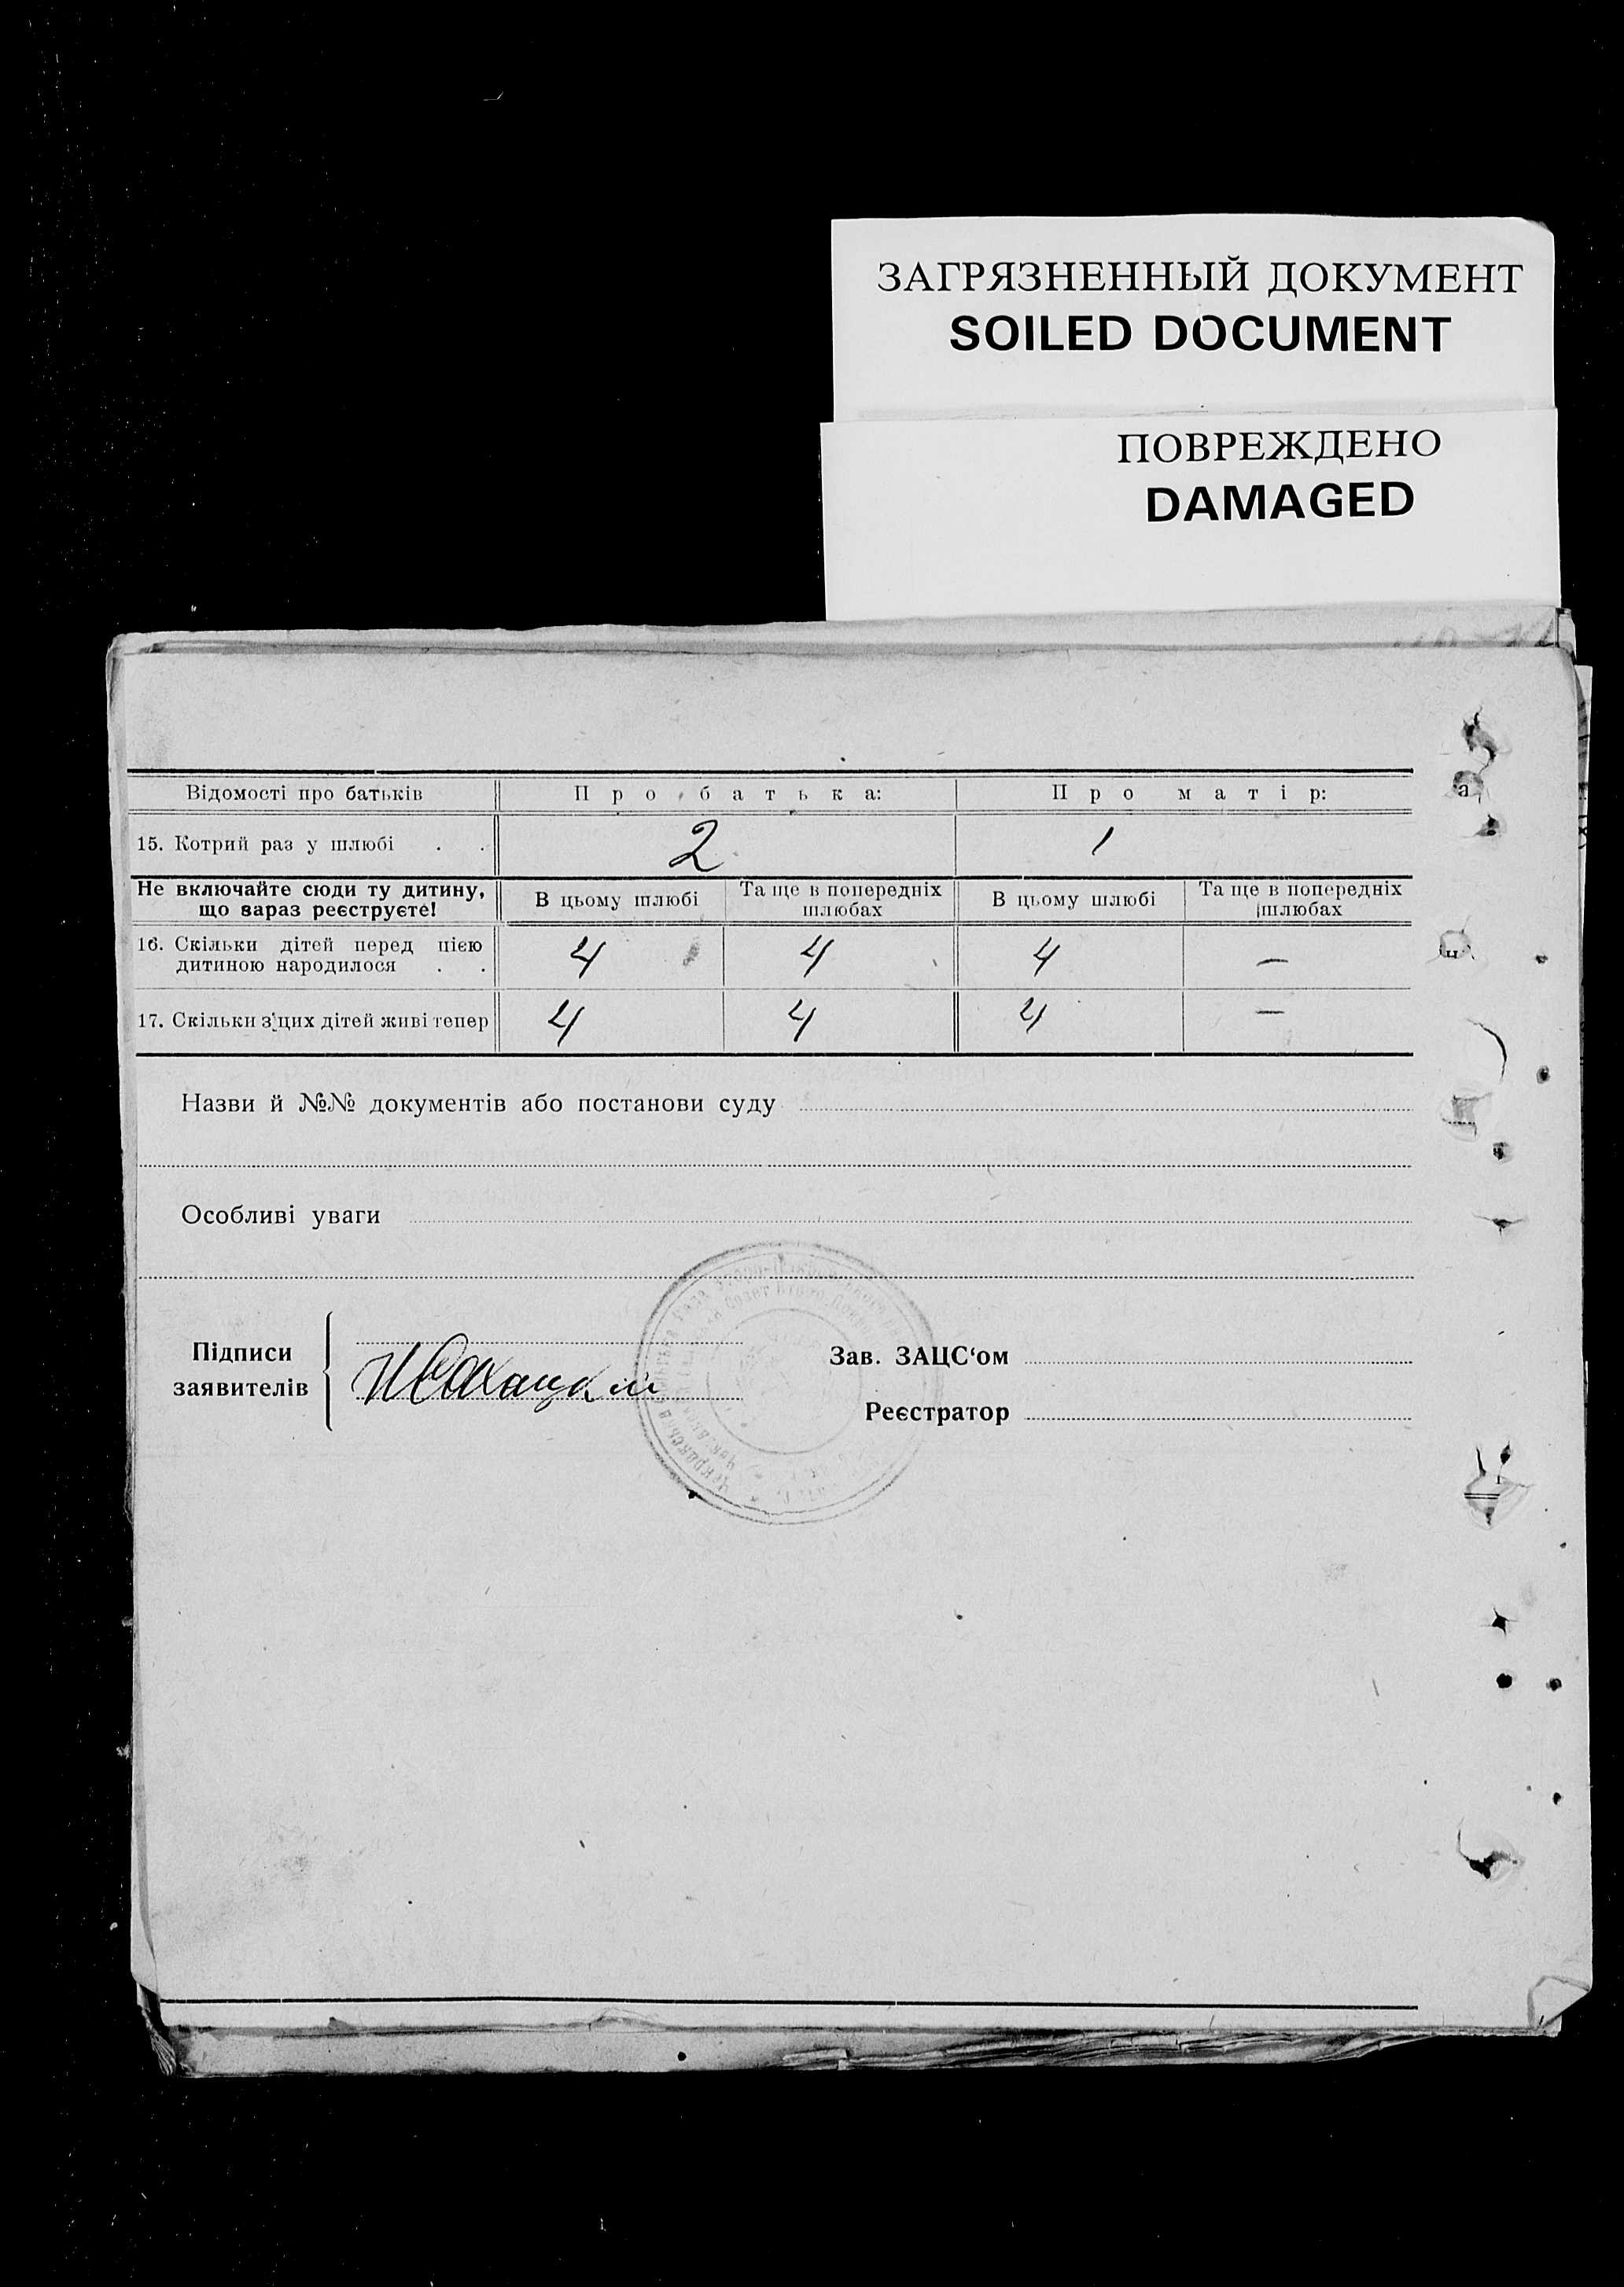 ЗАГРЯЗНЕННЫЙ ДОКУМЕНТ
SOILED DOCUMENT
ПОВРЕЖДЕНО
DAMAGED
Відомості про батьків Про батька: Про матір:
15. Котрий раз у шлюбі . . 2 1
Не включайте сюди ту дитину, що вараз реєструєте! В цьому шлюбі Та ще в попередніх шлюбах В цьому шлюбі Та ще в попередніх шлюбах
16. Скільки дітей перед цією
дитиною народилося . . 4 4 4 —
17. Скільки з'цих дітей живі тепер 4 4 4 —
Назви й №№ документів або постанови суду
Особливі уваги
Підписи
заявителів
Зав. ЗАЦС‘ом
Реєстратор